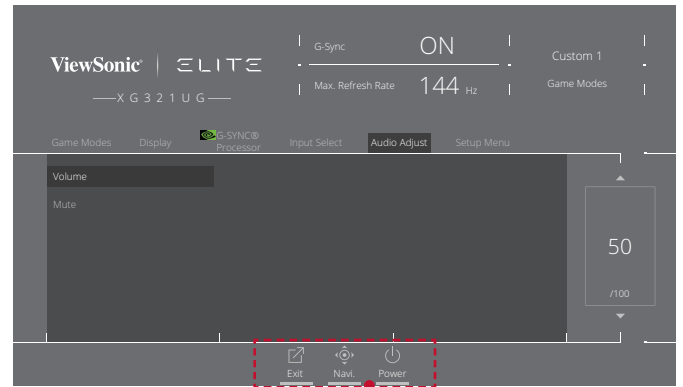 ViewSonic® ELITE
XG321UG
G-Sync ON
Max. Refresh Rate 144 Hz
Custom 1
Game Modes
Game Modes Display G-SYNC® Processor Input Select Audio Adjust Setup Menu
Volume
Mute
50
/100
Exit Navi. Power